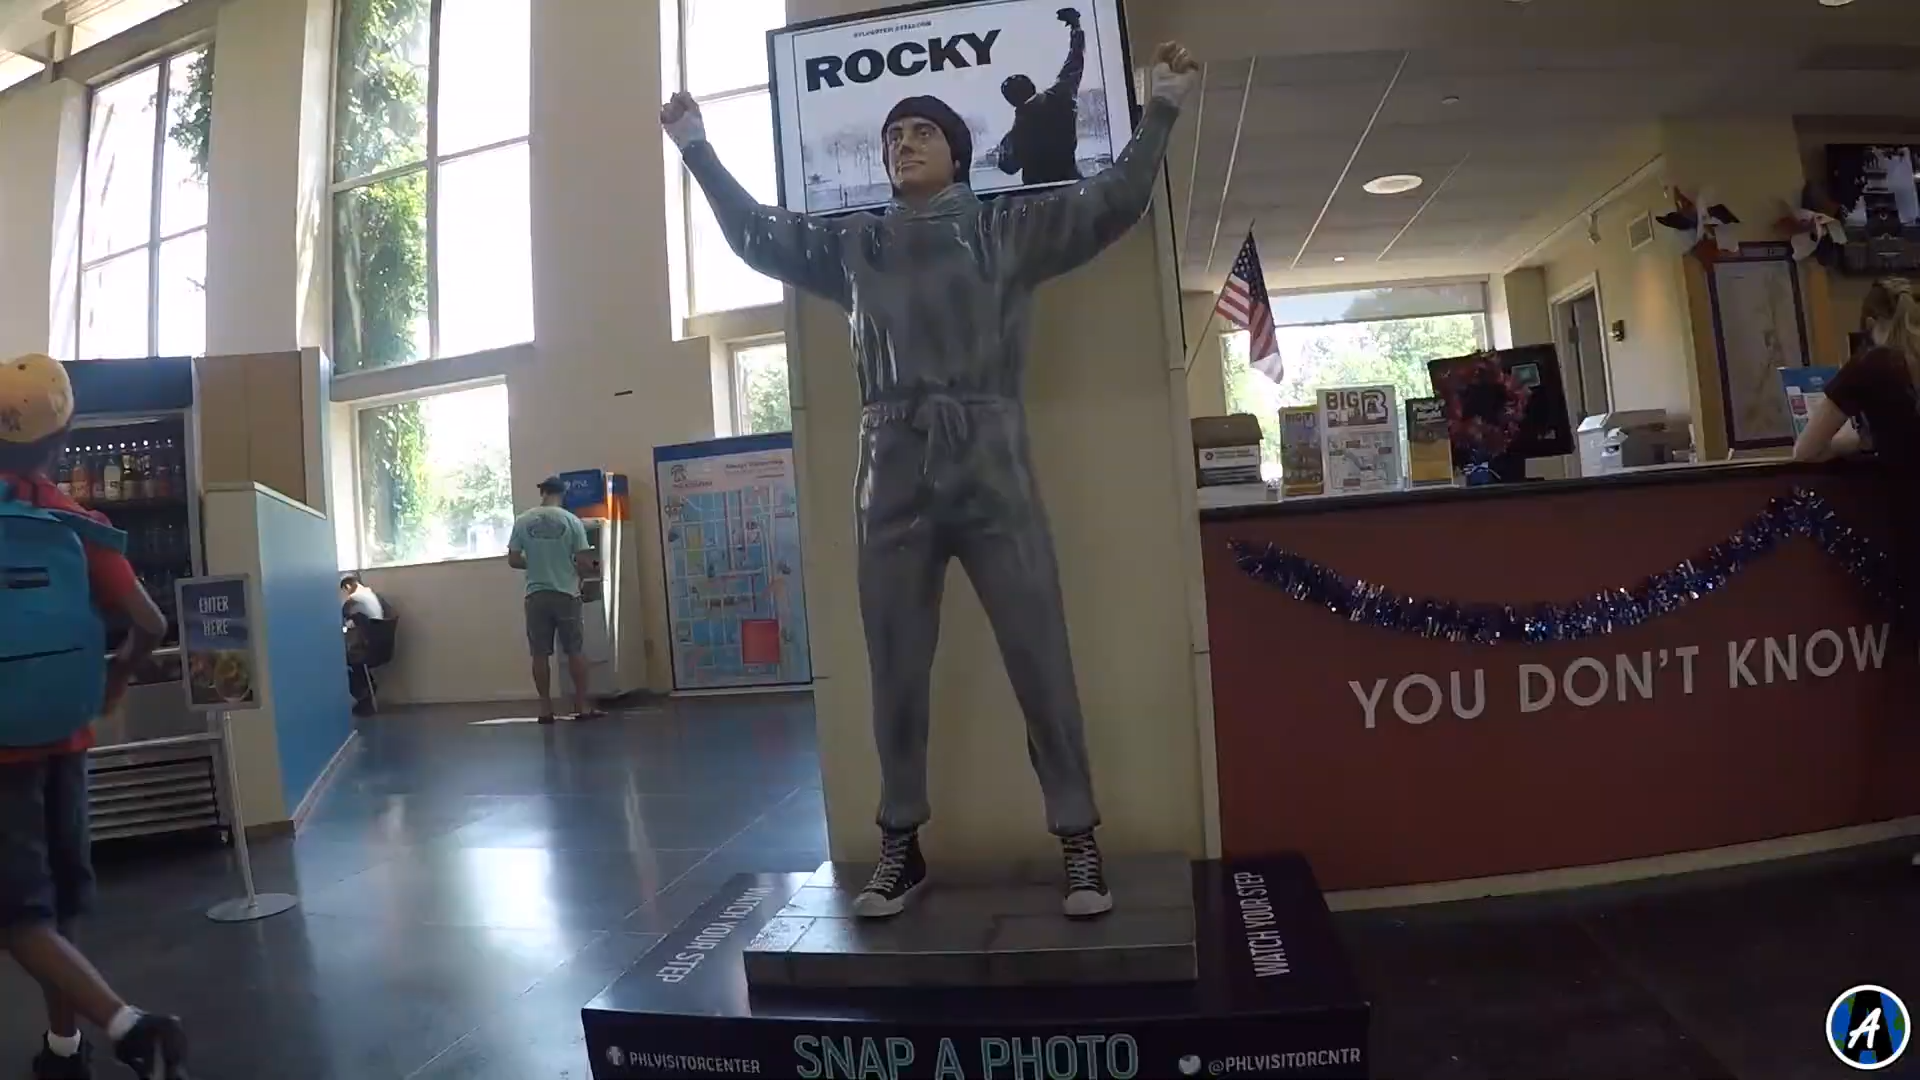 SYLVESTER STALLONE
ROCKY
BIG
ENTER
HERE
YOU DON'T KNOW
WATCH YOUR STEP
WATCH YOUR STEP
PHLVISITORCENTER
SNAP A PHOTO
@PHLVISITORCNTR
A